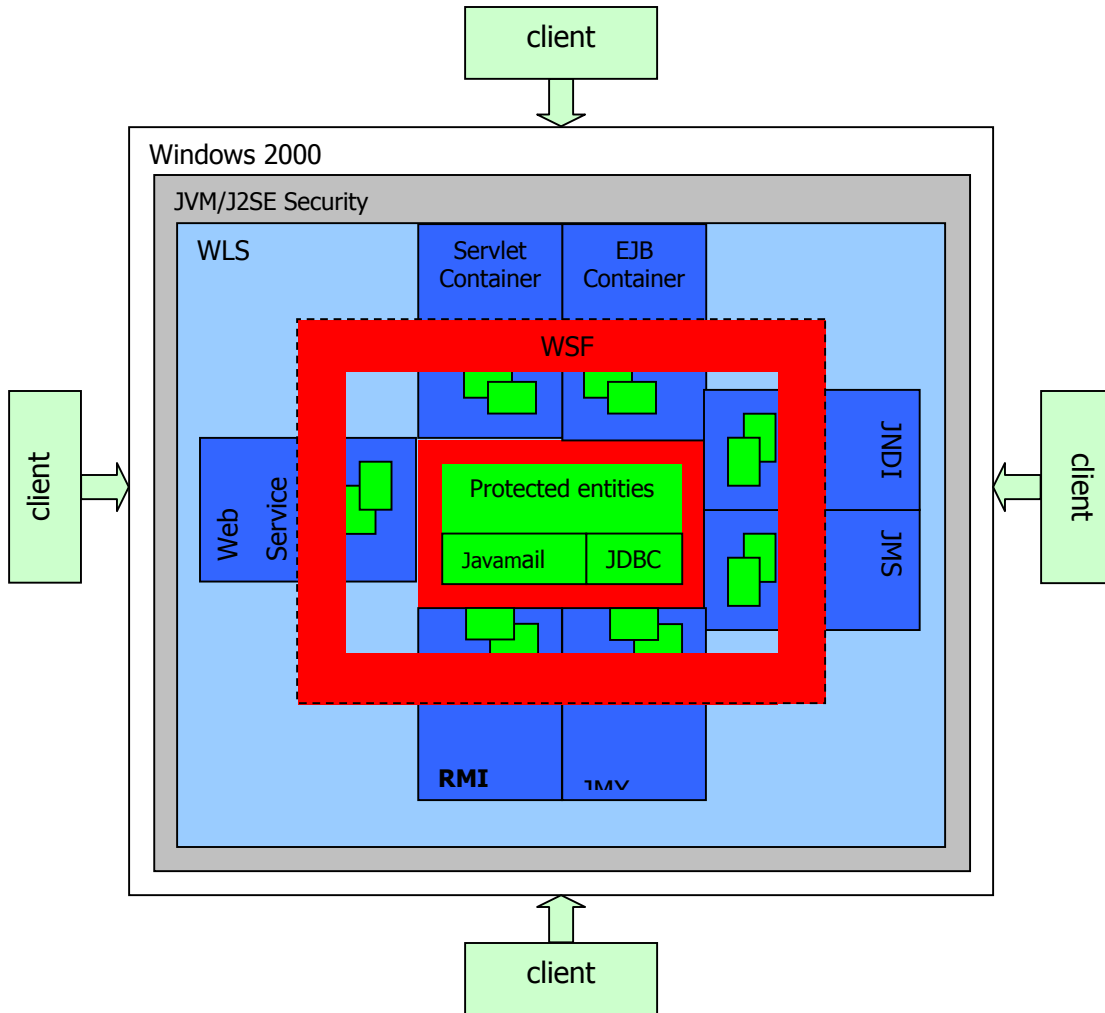 client
Windows 2000
JVM/J2SE Security
WLS
Servlet
Container
EJB
Container
WSF
client
Web
Service
Protected entities
Javamail
JDBC
JNDI
JMS
client
RMI
JMX
client